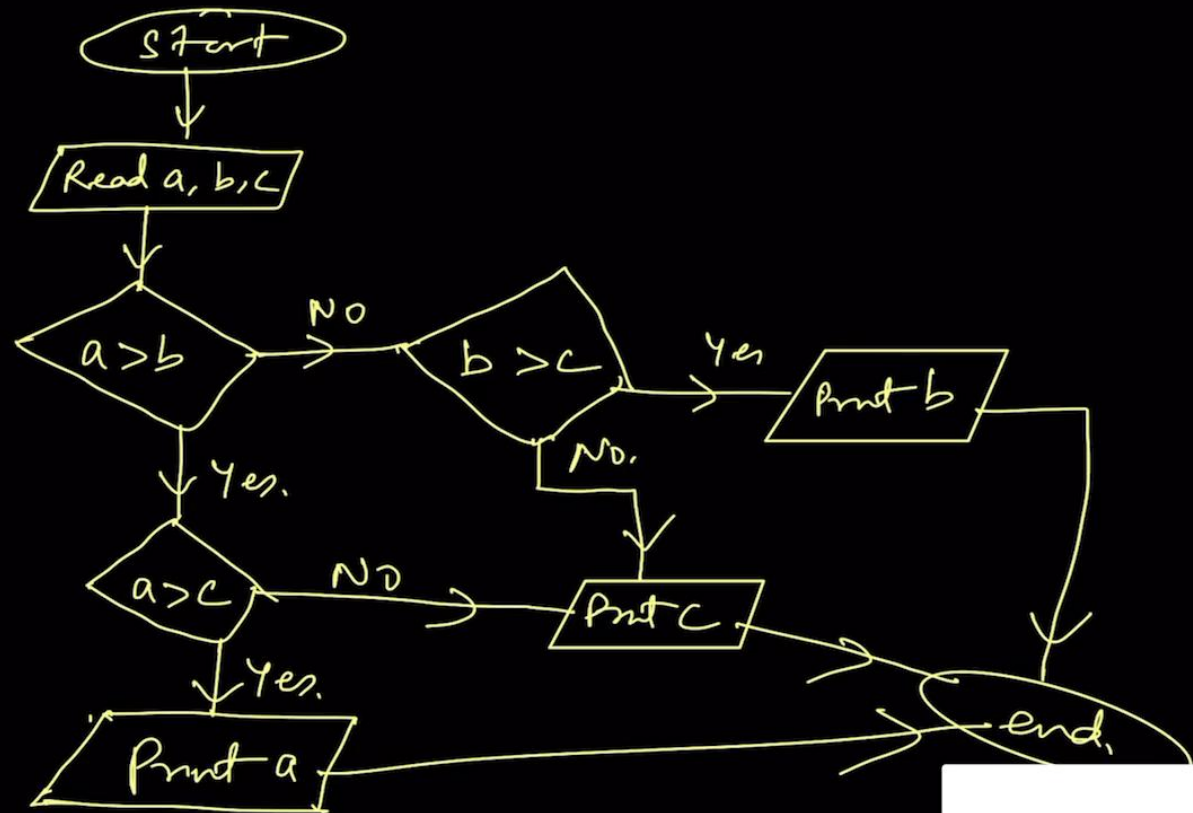 Start
Read a, b, c
a>b
NO
b>c
Yes
Print b
No.
Yes.
a>c
NO
Print c
Yes.
Print a
end.